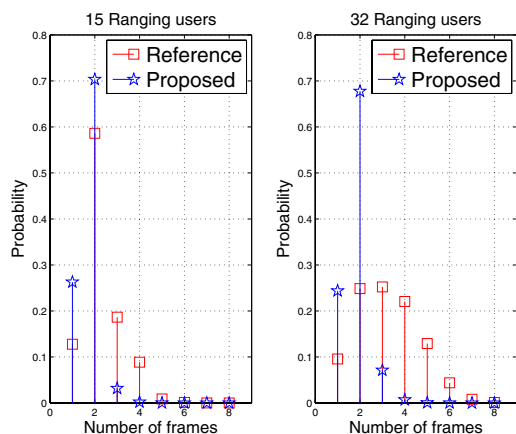 15 Ranging users
0.8
0.7
0.6
0.5
0.4
0.3
0.2
0.1
0
0 2 4 6 8
Probability
Number of frames
Reference
Proposed
32 Ranging users
0.8
0.7
0.6
0.5
0.4
0.3
0.2
0.1
0
0 2 4 6 8
Probability
Number of frames
Reference
Proposed